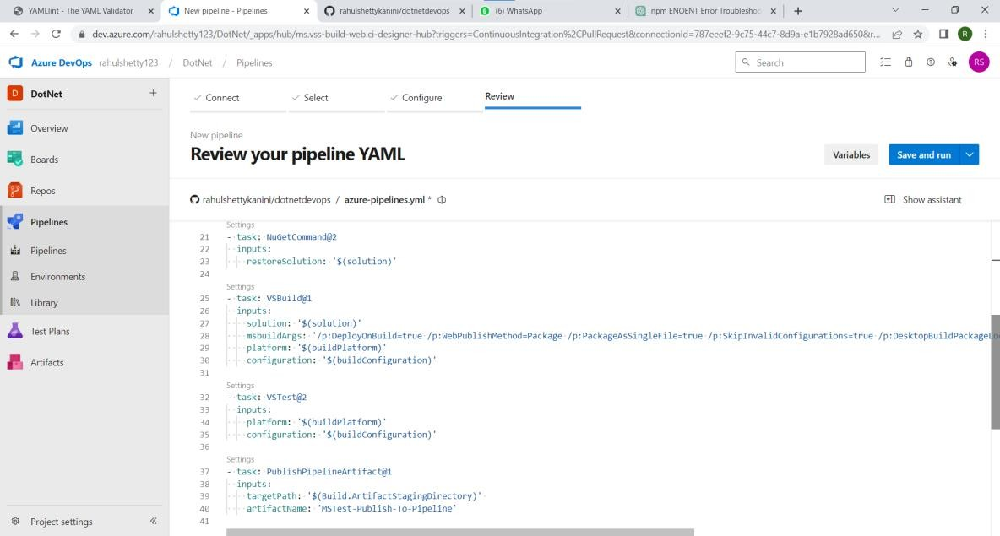 YAMLlint - The YAML Validator
New pipeline - Pipelines
rahulshettykanini/dotnetdevops
(6) WhatsApp
npm ENOENT Error Troubleshoo
dev.azure.com/rahulshetty123/DotNet/_apps/hub/ms.vss-build-web.ci-designer-hub?triggers=ContinuousIntegration%2CPullRequest&connectionId=787eeef2-9c75-44c7-8d9a-e1b7928ad650&r...
R
Azure DevOps rahulshetty123 / DotNet / Pipelines
Search
RS
D DotNet
Overview
Boards
Repos
Pipelines
Pipelines
Environments
Library
Test Plans
Artifacts
Project settings
Connect
Select
Configure
Review
New pipeline
Review your pipeline YAML
Variables
Save and run
rahulshettykanini/dotnetdevops / azure-pipelines.yml *
Show assistant
Settings
21 - task: NuGetCommand@2
22 inputs:
23 restoreSolution: '$(solution)'
24
Settings
25 - task: VSBuild@1
26 inputs:
27 solution: '$(solution)'
28 msbuildArgs: '/p:DeployOnBuild=true /p:WebPublishMethod=Package /p:PackageAsSingleFile=true /p:SkipInvalidConfigurations=true /p:DesktopBuildPackageLo
29 platform: '$(buildPlatform)'
30 configuration: '$(buildConfiguration)'
31
Settings
32 - task: VSTest@2
33 inputs:
34 platform: '$(buildPlatform)'
35 configuration: '$(buildConfiguration)'
36
Settings
37 - task: PublishPipelineArtifact@1
38 inputs:
39 targetPath: '$(Build.ArtifactStagingDirectory)'
40 artifactName: 'MSTest-Publish-To-Pipeline'
41